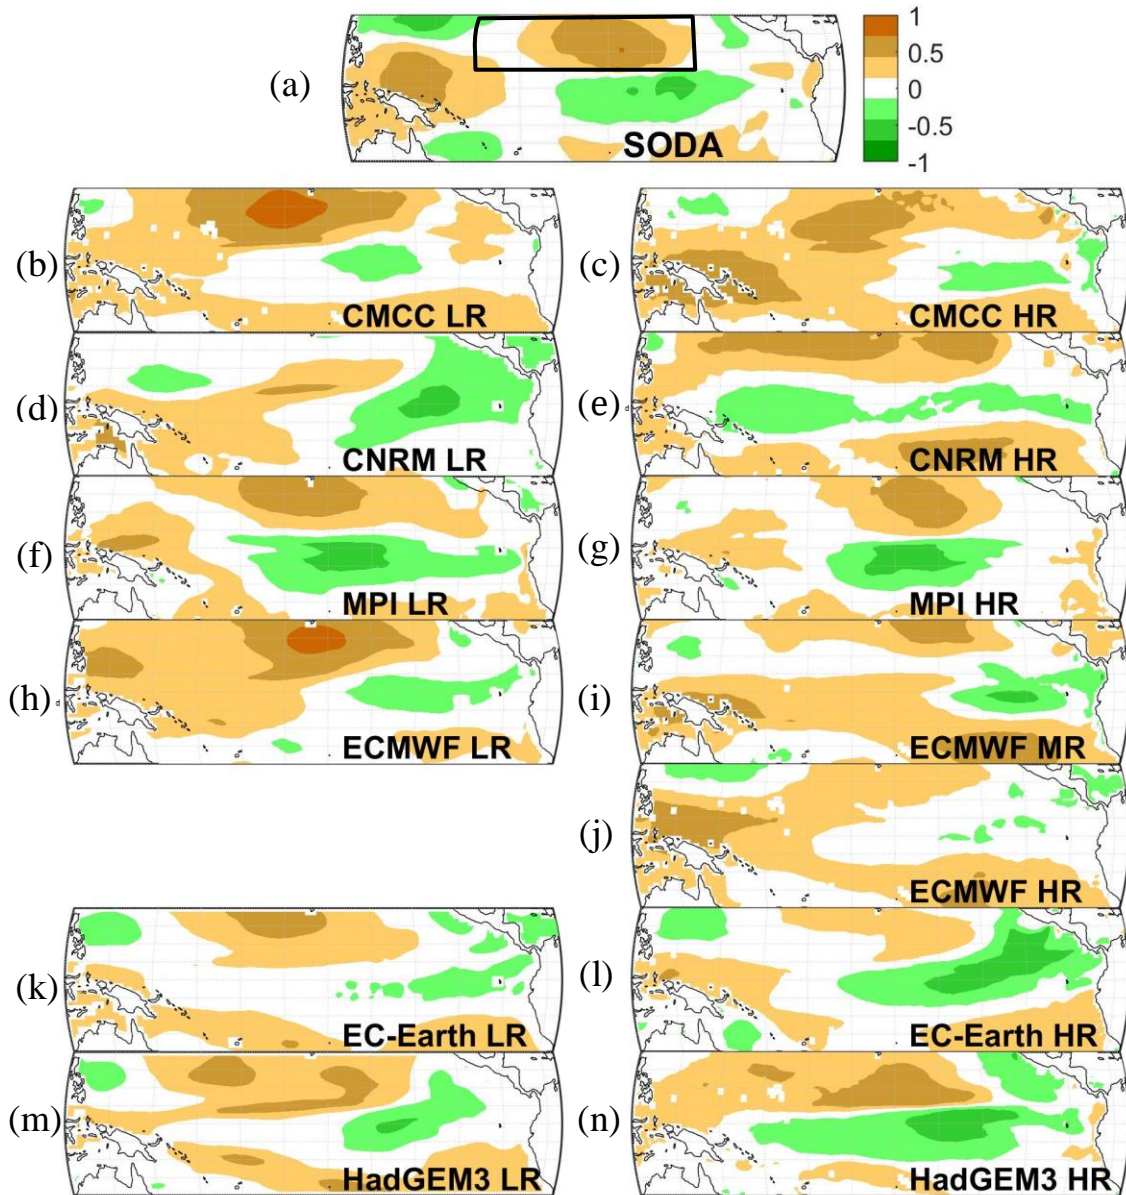 (a)
SODA
1
0.5
0
-0.5
-1
(b)
CMCC LR
(c)
CMCC HR
(d)
CNRM LR
(e)
CNRM HR
(f)
MPI LR
(g)
MPI HR
(h)
ECMWF LR
(i)
ECMWF MR
(j)
ECMWF HR
(k)
EC-Earth LR
(l)
EC-Earth HR
(m)
HadGEM3 LR
(n)
HadGEM3 HR